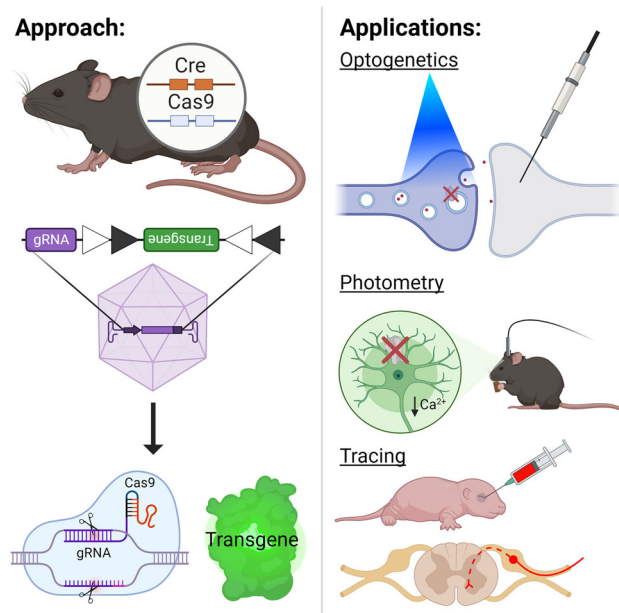 Approach:
Cre
Cas9
gRNA
Transgene
Cas9
gRNA
Transgene
Applications:
Optogenetics
Photometry
Ca²⁺
Tracing